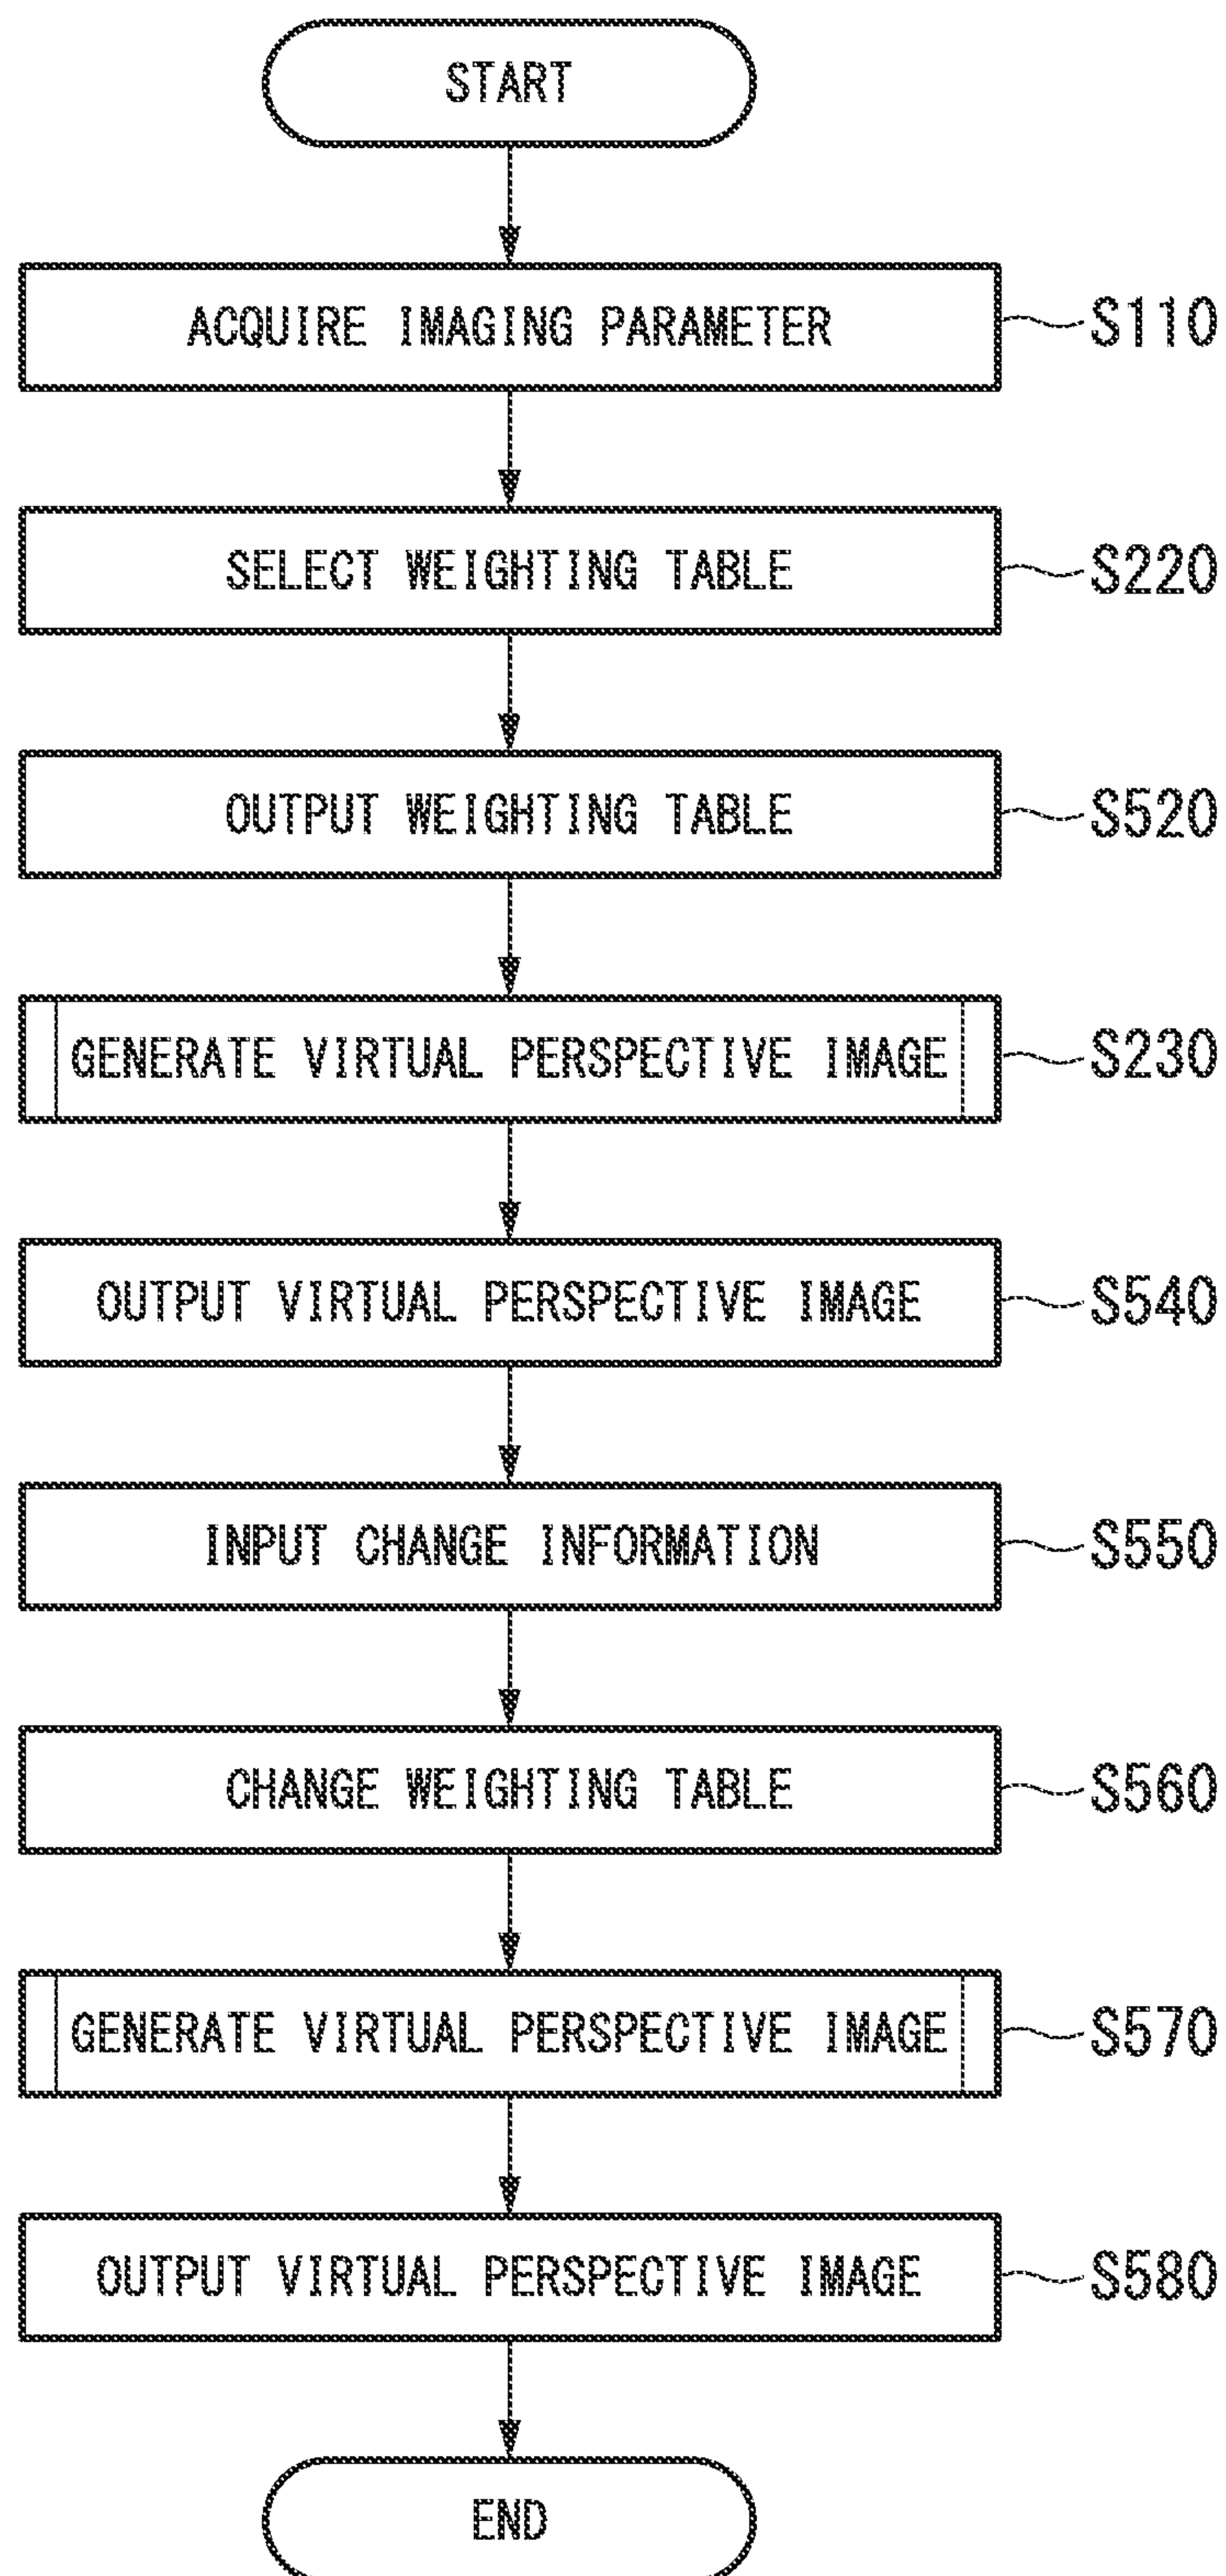 START
ACQUIRE IMAGING PARAMETER S110
SELECT WEIGHTING TABLE S220
OUTPUT WEIGHTING TABLE S520
GENERATE VIRTUAL PERSPECTIVE IMAGE S230
OUTPUT VIRTUAL PERSPECTIVE IMAGE S540
INPUT CHANGE INFORMATION S550
CHANGE WEIGHTING TABLE S560
GENERATE VIRTUAL PERSPECTIVE IMAGE S570
OUTPUT VIRTUAL PERSPECTIVE IMAGE S580
END